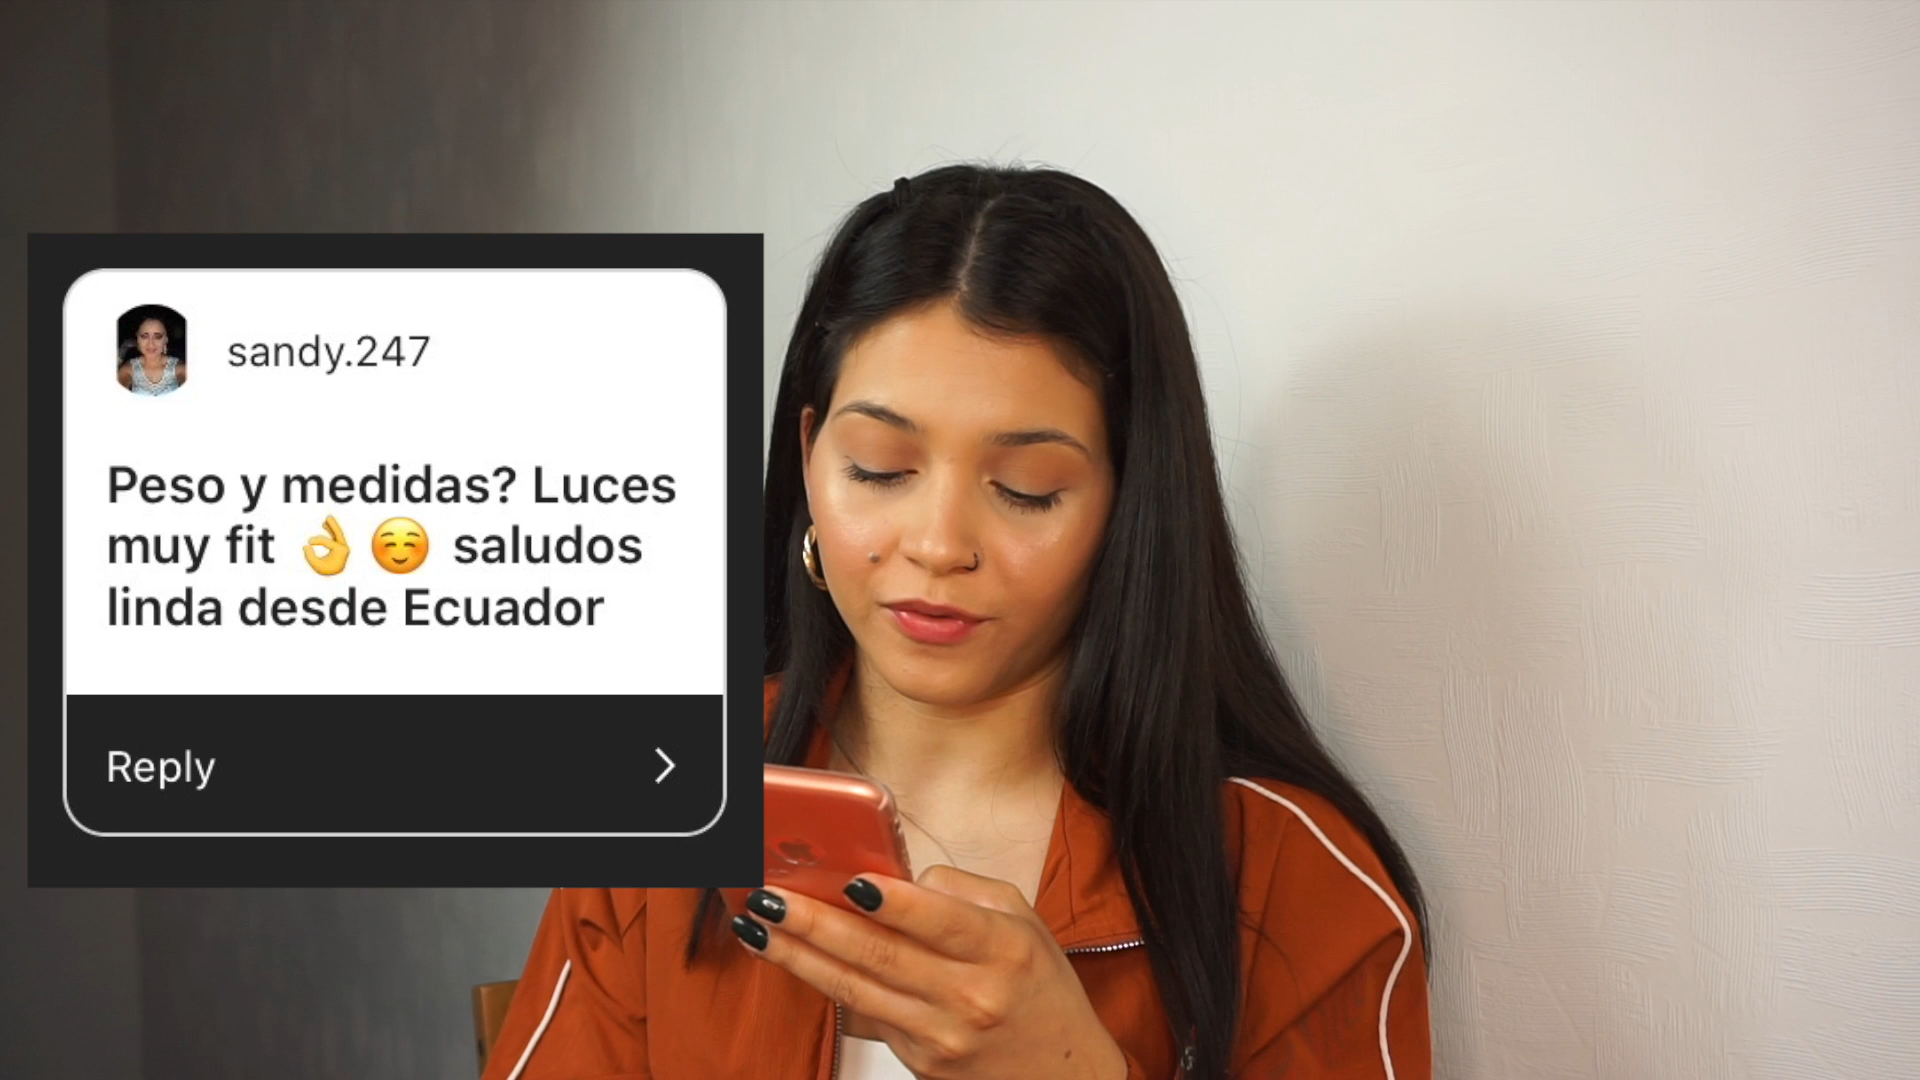 sandy.247
Peso y medidas? Luces
muy fit 👌 ☺️ saludos
linda desde Ecuador
Reply